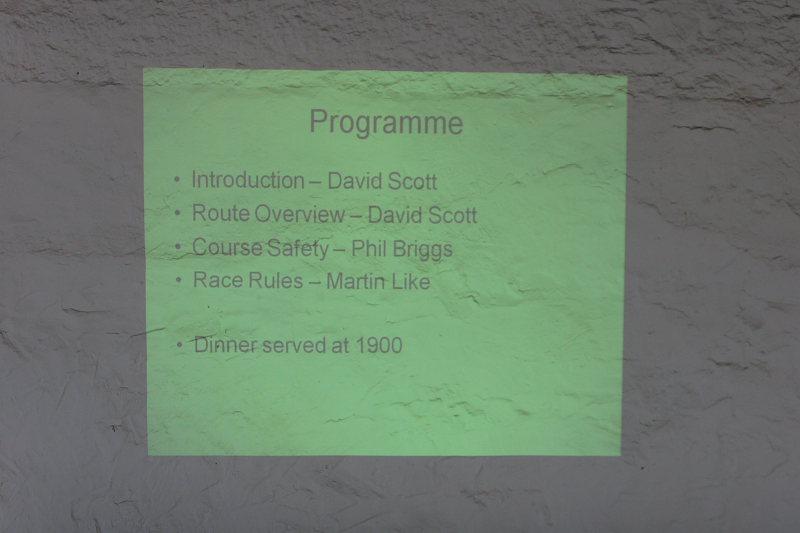 Programme
• Introduction – David Scott
• Route Overview – David Scott
• Course Safety – Phil Briggs
• Race Rules – Martin Like
• Dinner served at 1900